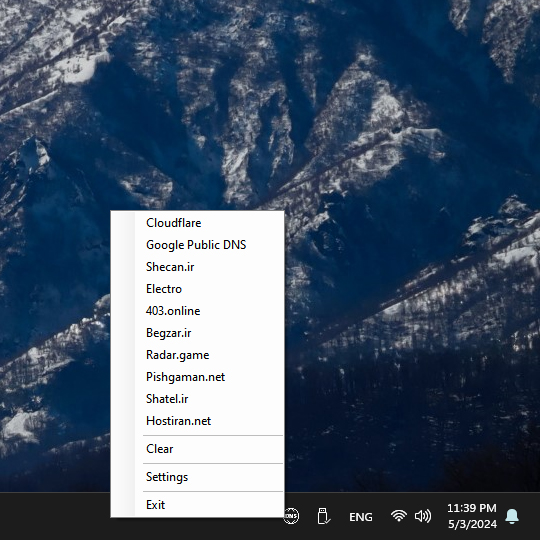 Cloudflare
Google Public DNS
Shecan.ir
Electro
403.online
Begzar.ir
Radar.game
Pishgaman.net
Shatel.ir
Hostiran.net
Clear
Settings
Exit
DNS
ENG
11:39 PM
5/3/2024